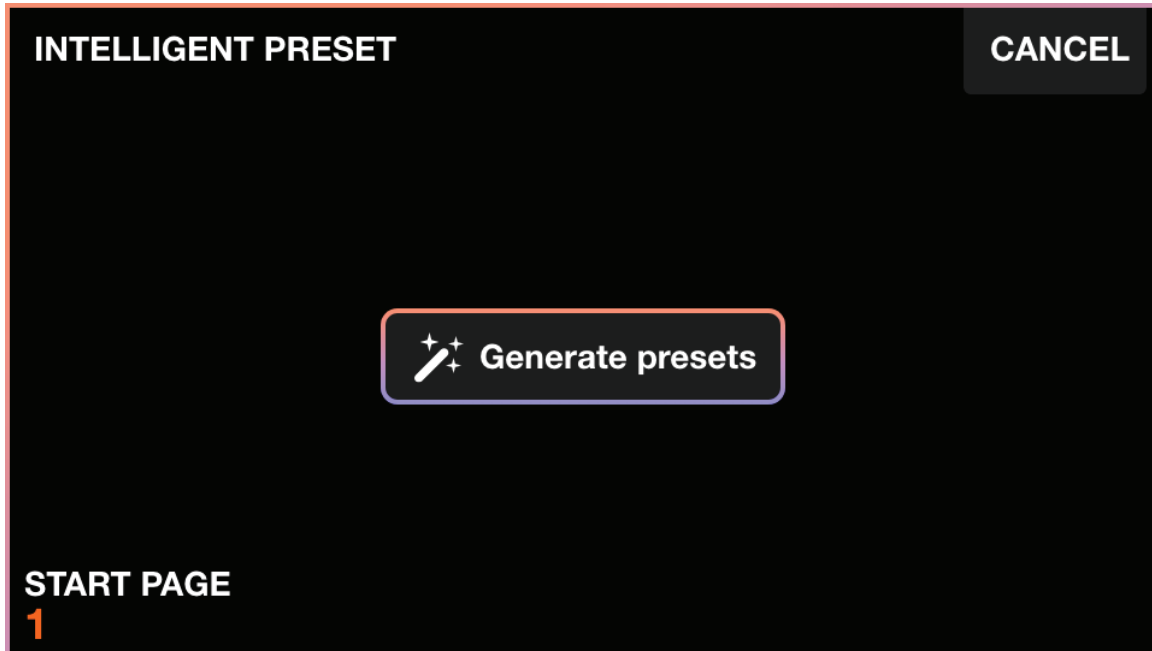 INTELLIGENT PRESET
CANCEL
Generate presets
START PAGE
1